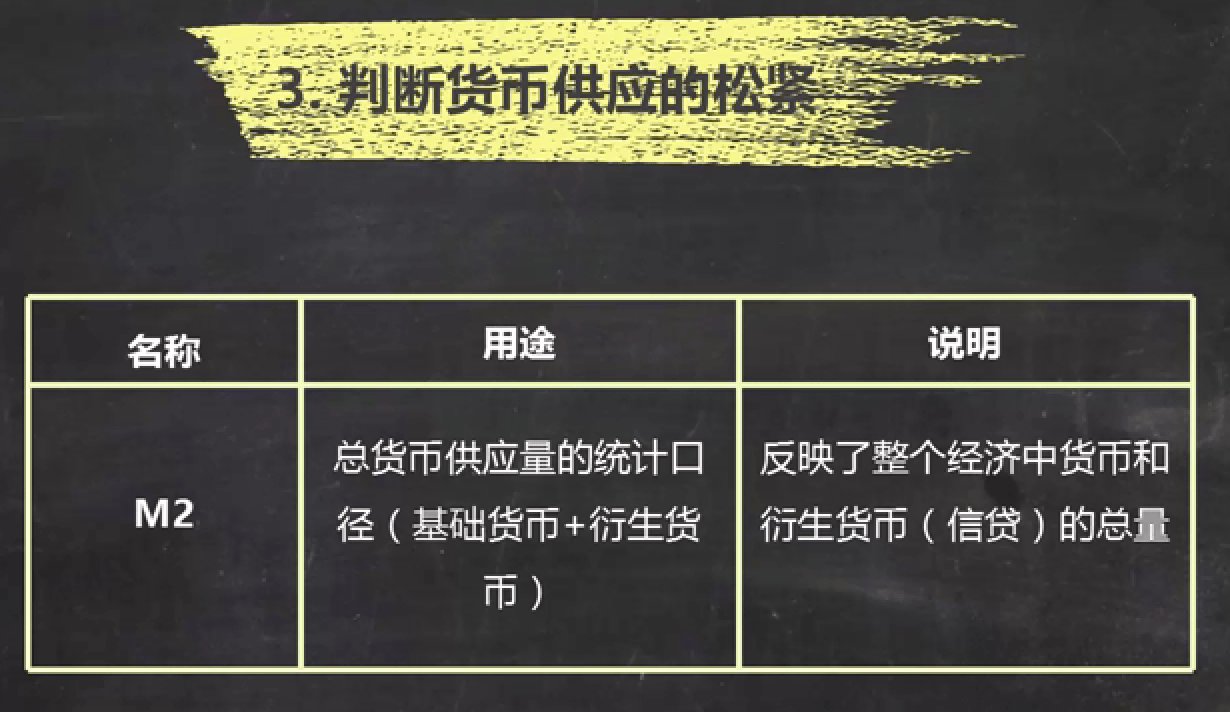 3. 判断货币供应的松紧
名称
用途
说明
M2
总货币供应量的统计口
径（基础货币+衍生货
币）
反映了整个经济中货币和
衍生货币（信贷）的总量